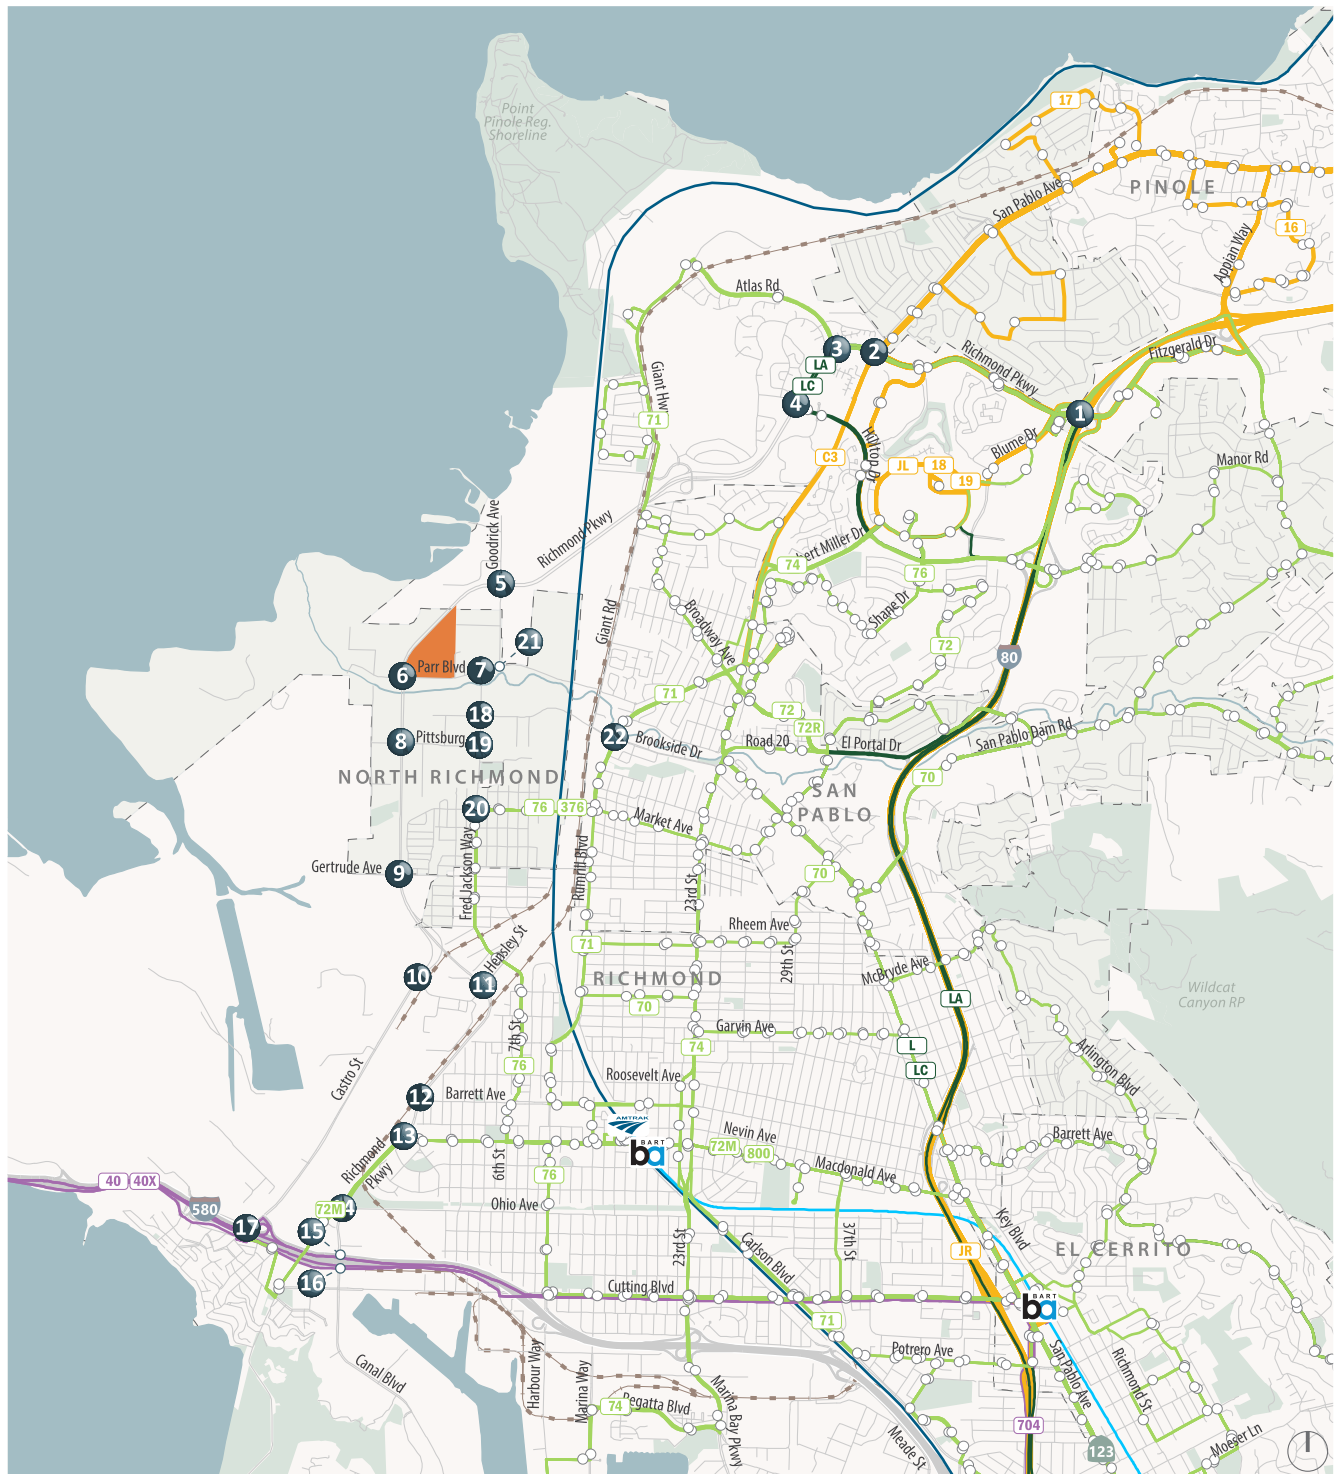 Point
Pinole Reg.
Shoreline
17
PINOLE
San Pablo Ave
16
Appian Way
Atlas Rd
3
2
LA
LC
4
Richmond Pkwy
Fitzgerald Dr
1
Giant Hwy
71
C3
Hilltop Dr
JL
18
19
Blume Dr
Manor Rd
Goodrick Ave
Richmond Pkwy
5
bert Miller Dr
74
76
Shane Dr
Giant Rd
Broadway Ave
21
72
80
Parr Blvd
6
7
71
18
72
72R
8
Pittsburg
19
22
Brookside Dr
Road 20
El Portal Dr
San Pablo Dam Rd
NORTH RICHMOND
70
SAN
PABLO
20
76
376
Market Ave
Gertrude Ave
9
Fred Jackson Way
Rumrill Blvd
23rd St
70
Rheem Ave
71
Hensley St
10
11
RICHMOND
29th St
McBryde Ave
Wildcat
Canyon RP
LA
70
Garvin Ave
7th St
74
L
LC
Arlington Blvd
Castro St
76
Roosevelt Ave
12
Barrett Ave
AMTRAK
13
BART
ba
Nevin Ave
72M
800
Barrett Ave
Richmond
Pkwy
6th St
76
Macdonald Ave
40
40X
580
72M
14
Ohio Ave
17
15
23rd St
Carlson Blvd
37th St
Key Blvd
JR
EL CERRITO
16
Cutting Blvd
BART
ba
71
Potrero Ave
San Pablo Ave
Richmond St
Canal Blvd
Harbour Way
Marina Way
74
Regatta Blvd
Marina Bay Pkwy
Meade St
704
123
Moeser Ln